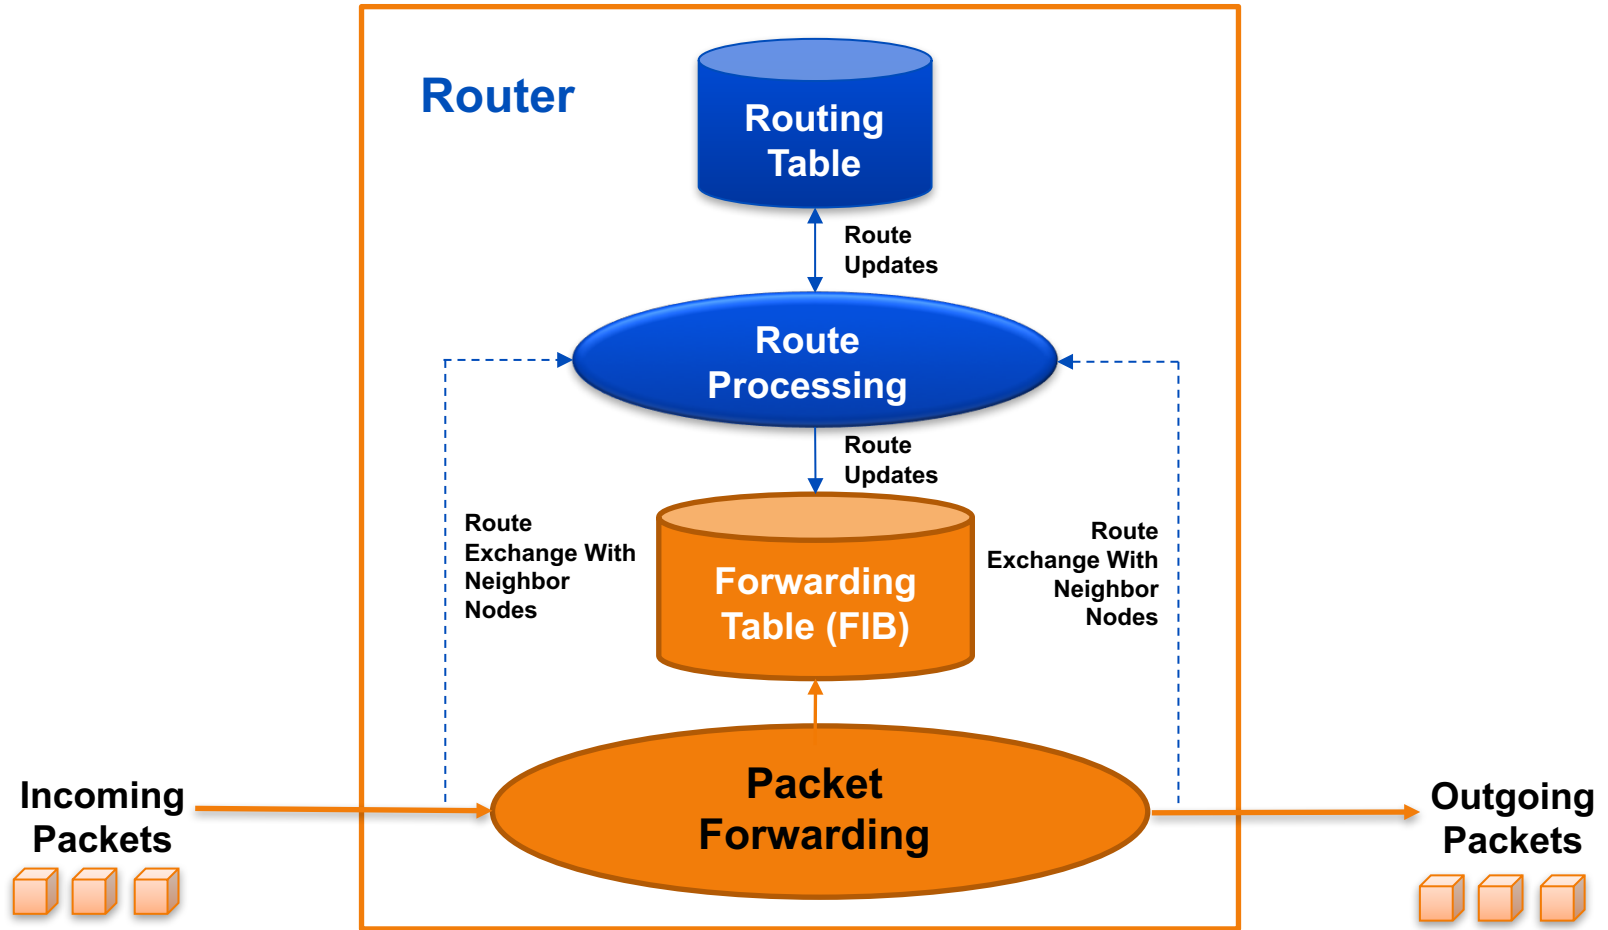 Router
Routing
Table
Route
Updates
Route
Processing
Route
Updates
Route
Exchange With
Neighbor
Nodes
Forwarding
Table (FIB)
Route
Exchange With
Neighbor
Nodes
Incoming
Packets
Packet
Forwarding
Outgoing
Packets